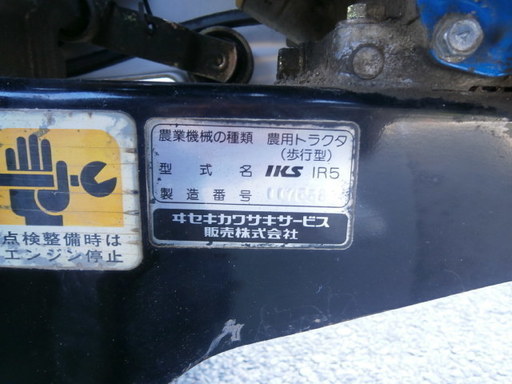 農業機械の種類 農用トラクタ
(歩行型)
型式名 IKS IR5
製造番号
ヰセキカワサキサービス
販売株式会社
点検整備時は
エンジン停止